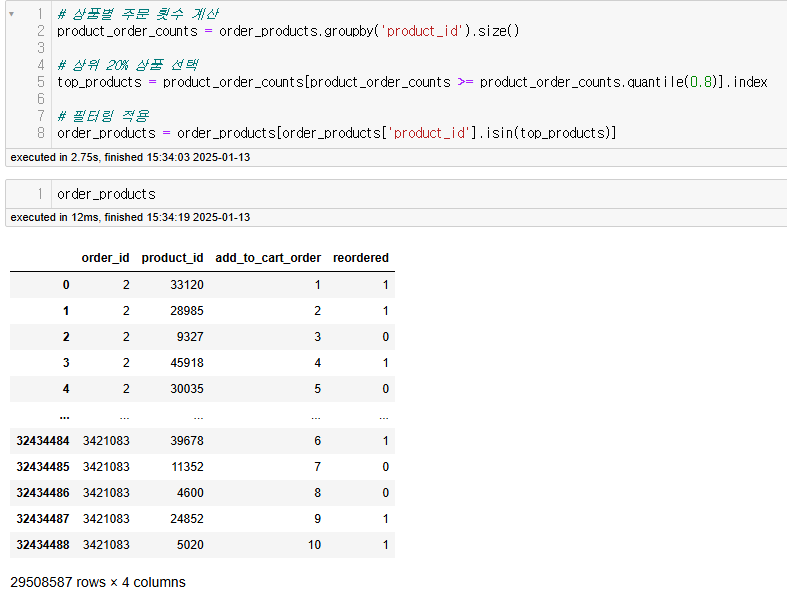 1 # 상품별 주문 횟수 계산
2 product_order_counts = order_products.groupby('product_id').size()
3
4 # 상위 20% 상품 선택
5 top_products = product_order_counts[product_order_counts >= product_order_counts.quantile(0.8)].index
6
7 # 필터링 적용
8 order_products = order_products[order_products['product_id'].isin(top_products)]
executed in 2.75s, finished 15:34:03 2025-01-13
1 order_products
executed in 12ms, finished 15:34:19 2025-01-13
order_id product_id add_to_cart_order reordered
0 2 33120 1 1
1 2 28985 2 1
2 2 9327 3 0
3 2 45918 4 1
4 2 30035 5 0
... ... ... ... ...
32434484 3421083 39678 6 1
32434485 3421083 11352 7 0
32434486 3421083 4600 8 0
32434487 3421083 24852 9 1
32434488 3421083 5020 10 1
29508587 rows × 4 columns